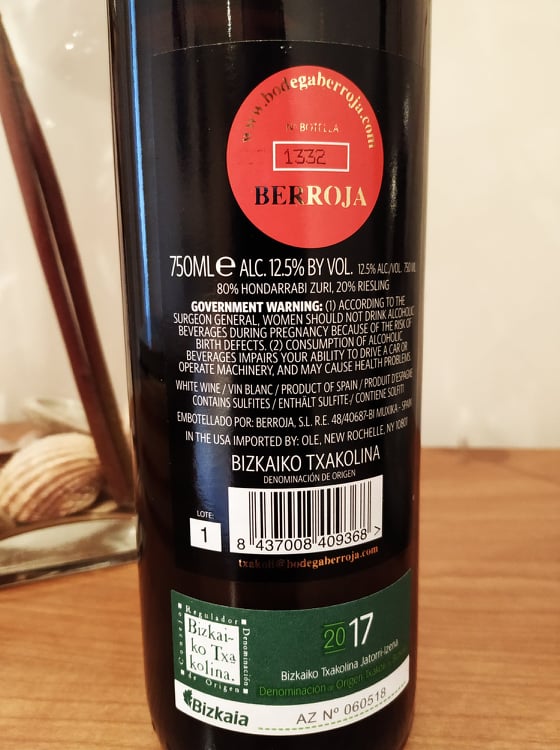 www.bodegaberroja.com
Nº BOTELLA
1332
BERROJA
750ML e ALC. 12.5% BY VOL. 12.5% ALC./VOL. 750 ML
80% HONDARRABI ZURI, 20% RIESLING
GOVERNMENT WARNING: (1) ACCORDING TO THE
SURGEON GENERAL, WOMEN SHOULD NOT DRINK ALCOHOLIC
BEVERAGES DURING PREGNANCY BECAUSE OF THE RISK OF
BIRTH DEFECTS. (2) CONSUMPTION OF ALCOHOLIC
BEVERAGES IMPAIRS YOUR ABILITY TO DRIVE A CAR OR
OPERATE MACHINERY, AND MAY CAUSE HEALTH PROBLEMS.
WHITE WINE / VIN BLANC / PRODUCT OF SPAIN / PRODUIT D'ESPAGNE
CONTAINS SULFITES / ENTHÄLT SULFITE / CONTIENE SULFITI
EMBOTELLADO POR: BERROJA, S.L. R.E. 48/40687-BI MUXIKA - SPAIN
IN THE USA IMPORTED BY: OLE, NEW ROCHELLE, NY 10801
BIZKAIKO TXAKOLINA
DENOMINACIÓN DE ORIGEN
LOTE:
1
8 437008 409368 >
txakoli@bodegaberroja.com
Consejo Regulador Denominación de Origen
Bizkai-
ko Txa
kolina.
2017
Bizkaiko Txakolina Jatorri-Izena
Denominación de Origen Txakoli de
Bizkaia
AZ Nº 060518